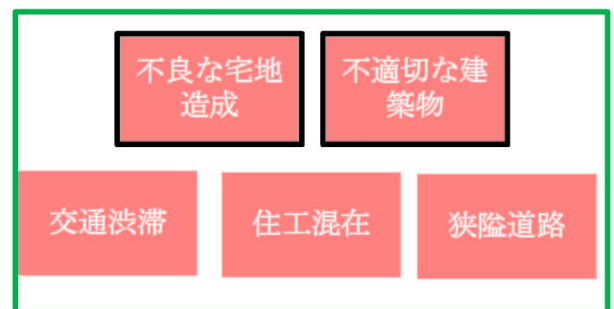 不良な宅地
造成
不適切な建
築物
交通渋滞
住工混在
狭隘道路